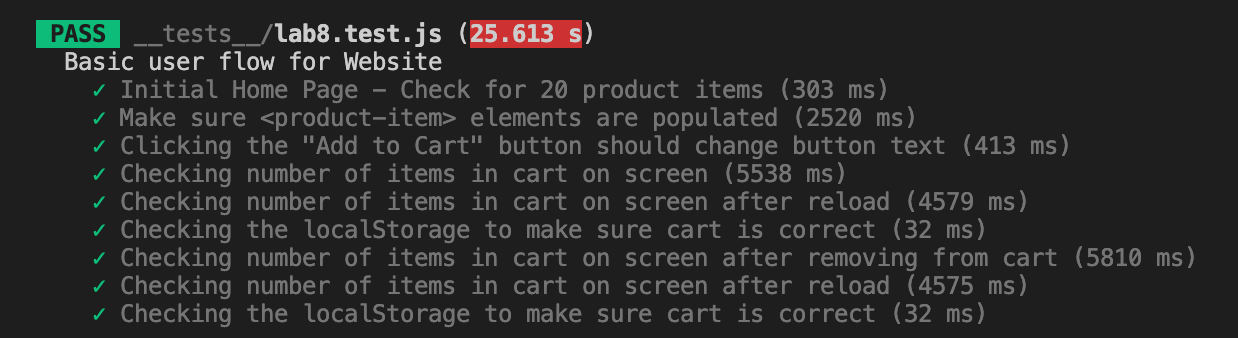 PASS __tests__/lab8.test.js (25.613 s)
Basic user flow for Website
✓ Initial Home Page - Check for 20 product items (303 ms)
✓ Make sure <product-item> elements are populated (2520 ms)
✓ Clicking the "Add to Cart" button should change button text (413 ms)
✓ Checking number of items in cart on screen (5538 ms)
✓ Checking number of items in cart on screen after reload (4579 ms)
✓ Checking the localStorage to make sure cart is correct (32 ms)
✓ Checking number of items in cart on screen after removing from cart (5810 ms)
✓ Checking number of items in cart on screen after reload (4575 ms)
✓ Checking the localStorage to make sure cart is correct (32 ms)